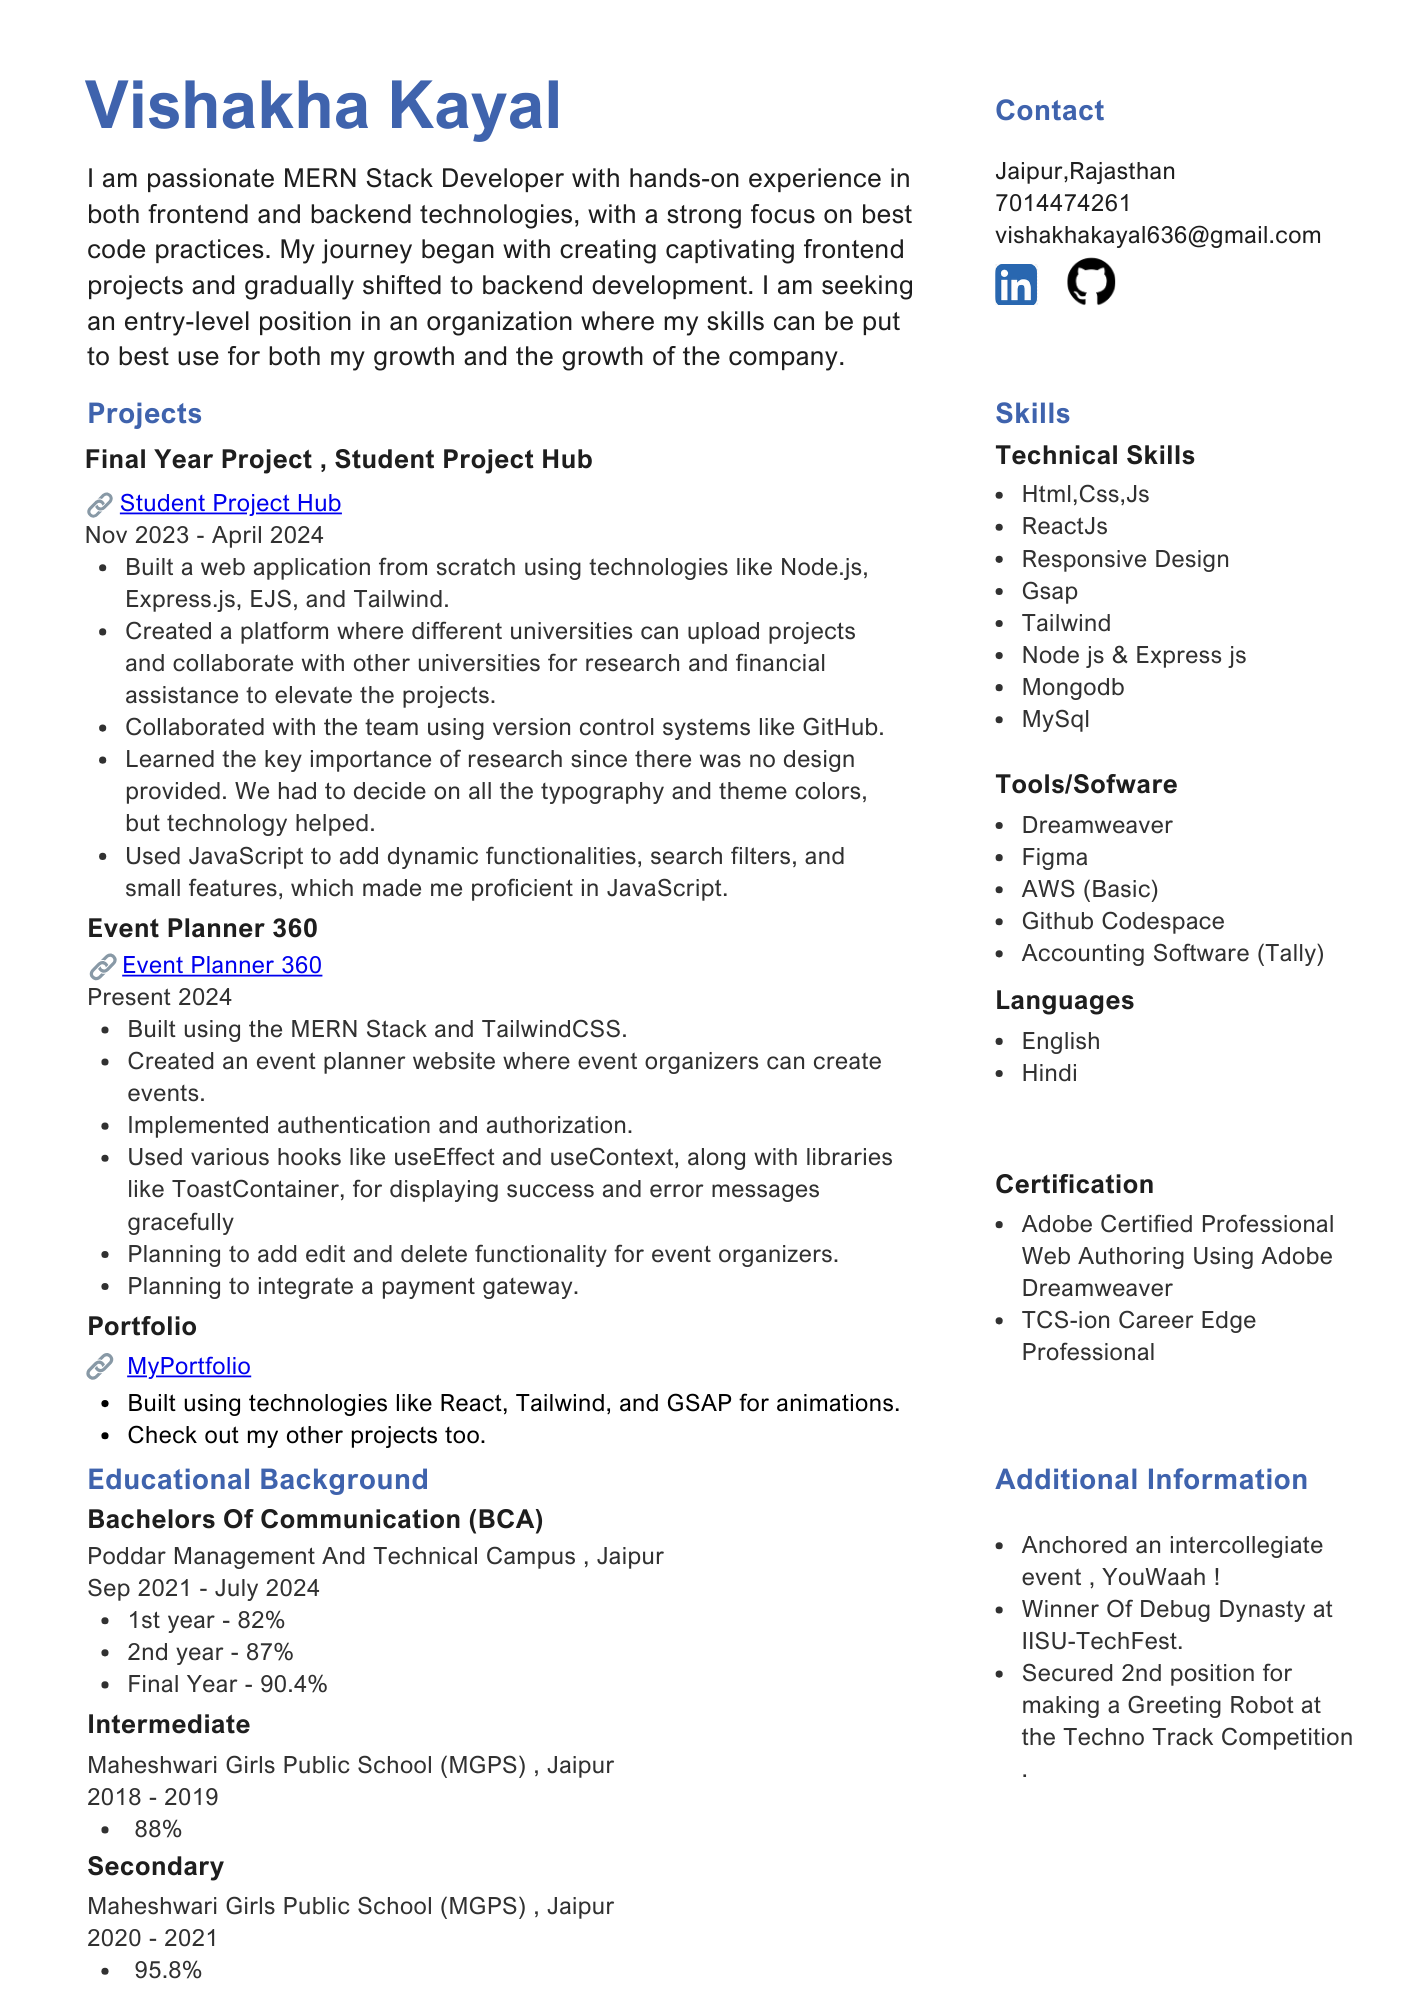 Vishakha Kayal
I am passionate MERN Stack Developer with hands-on experience in
both frontend and backend technologies, with a strong focus on best
code practices. My journey began with creating captivating frontend
projects and gradually shifted to backend development. I am seeking
an entry-level position in an organization where my skills can be put
to best use for both my growth and the growth of the company.
Projects
Final Year Project , Student Project Hub
Student Project Hub
Nov 2023 - April 2024
• Built a web application from scratch using technologies like Node.js,
Express.js, EJS, and Tailwind.
• Created a platform where different universities can upload projects
and collaborate with other universities for research and financial
assistance to elevate the projects.
• Collaborated with the team using version control systems like GitHub.
• Learned the key importance of research since there was no design
provided. We had to decide on all the typography and theme colors,
but technology helped.
• Used JavaScript to add dynamic functionalities, search filters, and
small features, which made me proficient in JavaScript.
Event Planner 360
Event Planner 360
Present 2024
• Built using the MERN Stack and TailwindCSS.
• Created an event planner website where event organizers can create
events.
• Implemented authentication and authorization.
• Used various hooks like useEffect and useContext, along with libraries
like ToastContainer, for displaying success and error messages
gracefully
• Planning to add edit and delete functionality for event organizers.
• Planning to integrate a payment gateway.
Portfolio
MyPortfolio
• Built using technologies like React, Tailwind, and GSAP for animations.
• Check out my other projects too.
Educational Background
Bachelors Of Communication (BCA)
Poddar Management And Technical Campus , Jaipur
Sep 2021 - July 2024
• 1st year - 82%
• 2nd year - 87%
• Final Year - 90.4%
Intermediate
Maheshwari Girls Public School (MGPS) , Jaipur
2018 - 2019
• 88%
Secondary
Maheshwari Girls Public School (MGPS) , Jaipur
2020 - 2021
• 95.8%
Contact
Jaipur,Rajasthan
7014474261
vishakhakayal636@gmail.com
in
Skills
Technical Skills
• Html,Css,Js
• ReactJs
• Responsive Design
• Gsap
• Tailwind
• Node js & Express js
• Mongodb
• MySql
Tools/Sofware
• Dreamweaver
• Figma
• AWS (Basic)
• Github Codespace
• Accounting Software (Tally)
Languages
• English
• Hindi
Certification
• Adobe Certified Professional
Web Authoring Using Adobe
Dreamweaver
• TCS-ion Career Edge
Professional
Additional Information
• Anchored an intercollegiate
event , YouWaah !
• Winner Of Debug Dynasty at
IISU-TechFest.
• Secured 2nd position for
making a Greeting Robot at
the Techno Track Competition
.